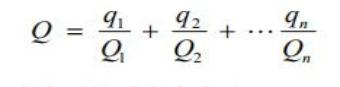 Q = q₁/Q₁ + q₂/Q₂ + ··· qₙ/Qₙ